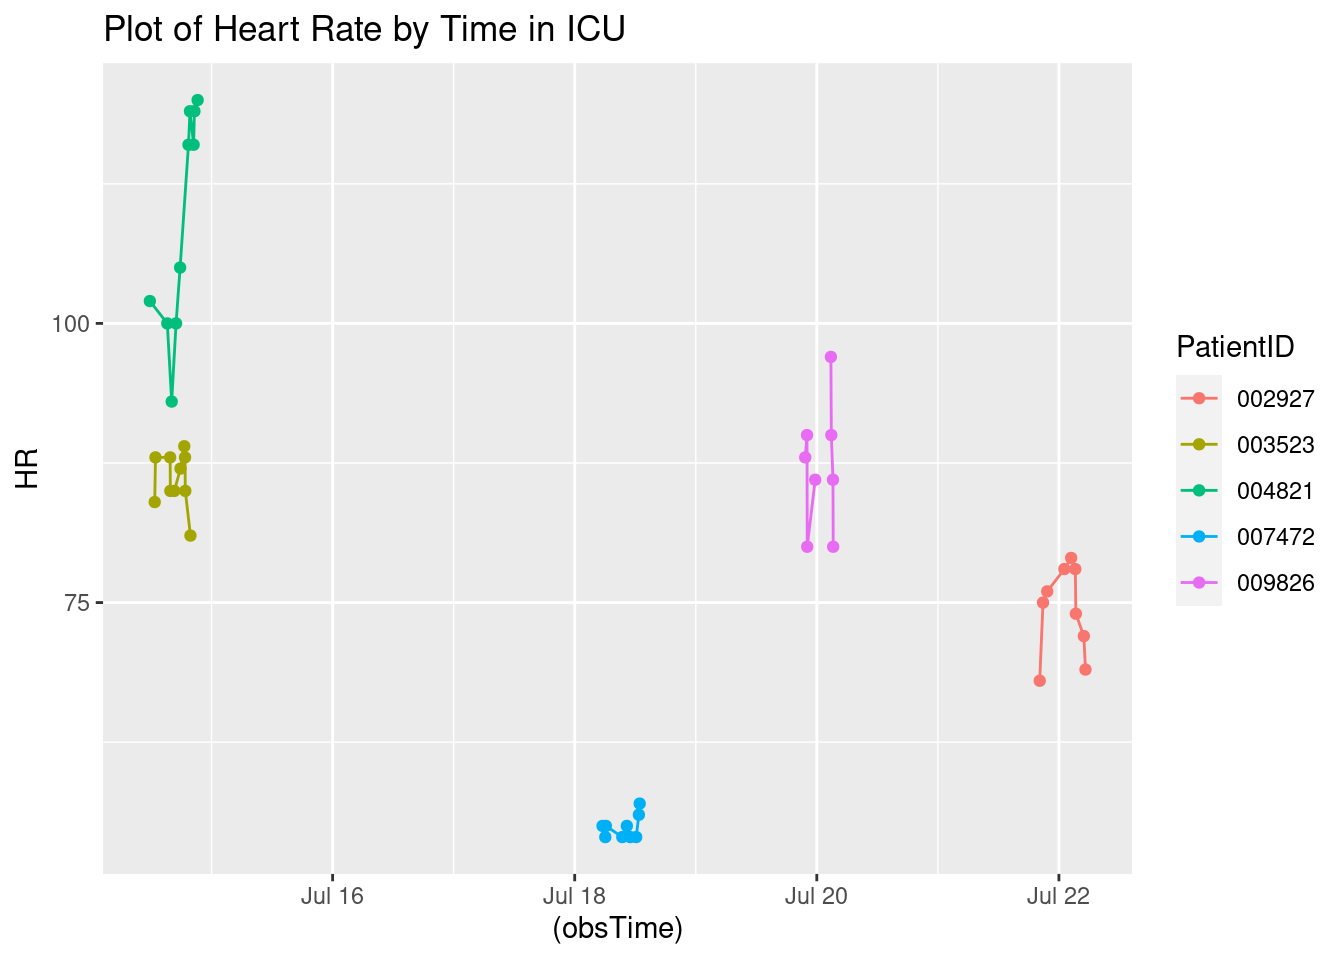 Plot of Heart Rate by Time in ICU
100
75
HR
Jul 16
Jul 18
Jul 20
Jul 22
(obsTime)
PatientID
002927
003523
004821
007472
009826